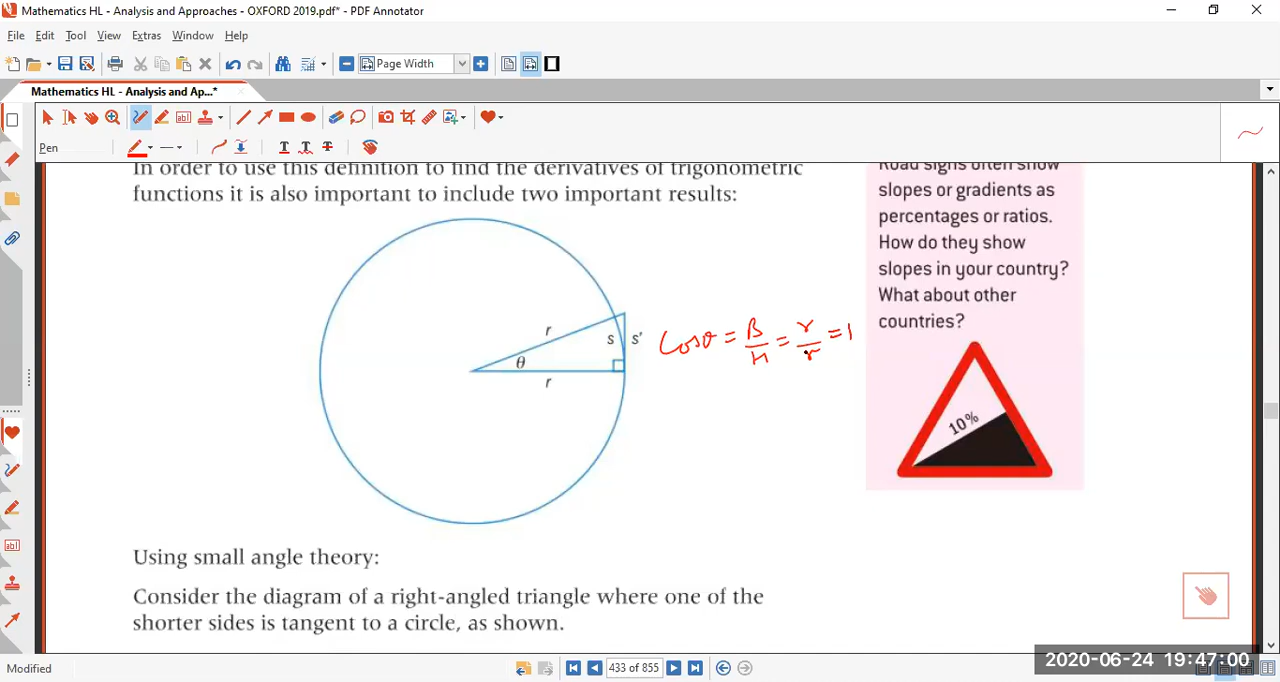 Mathematics HL - Analysis and Approaches - OXFORD 2019.pdf* - PDF Annotator
File Edit Tool View Extras Window Help
Page Width
Mathematics HL - Analysis and Ap...*
Pen
In order to use this definition to find the derivatives of trigonometric
functions it is also important to include two important results:
Road signs often show
slopes or gradients as
percentages or ratios.
How do they show
slopes in your country?
What about other
countries?
r
s s'
θ
r
Cosθ = B/H = r/r = 1
10%
Using small angle theory:
Consider the diagram of a right-angled triangle where one of the
shorter sides is tangent to a circle, as shown.
Modified
433 of 855
2020-06-24 19:47:00